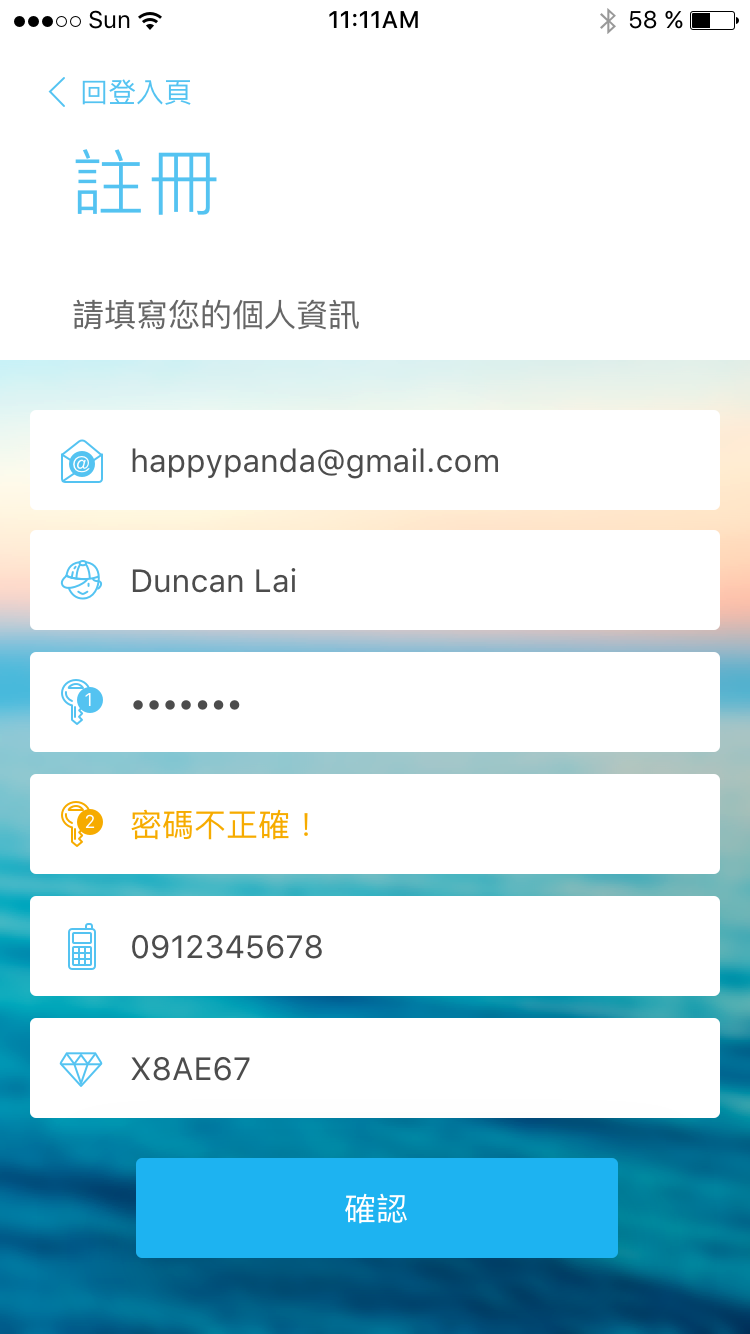 ●●●○○ Sun 11:11AM 58 %
回登入頁
註冊
請填寫您的個人資訊
@ happypanda@gmail.com
Duncan Lai
1 •••••••
2 密碼不正確！
0912345678
X8AE67
確認